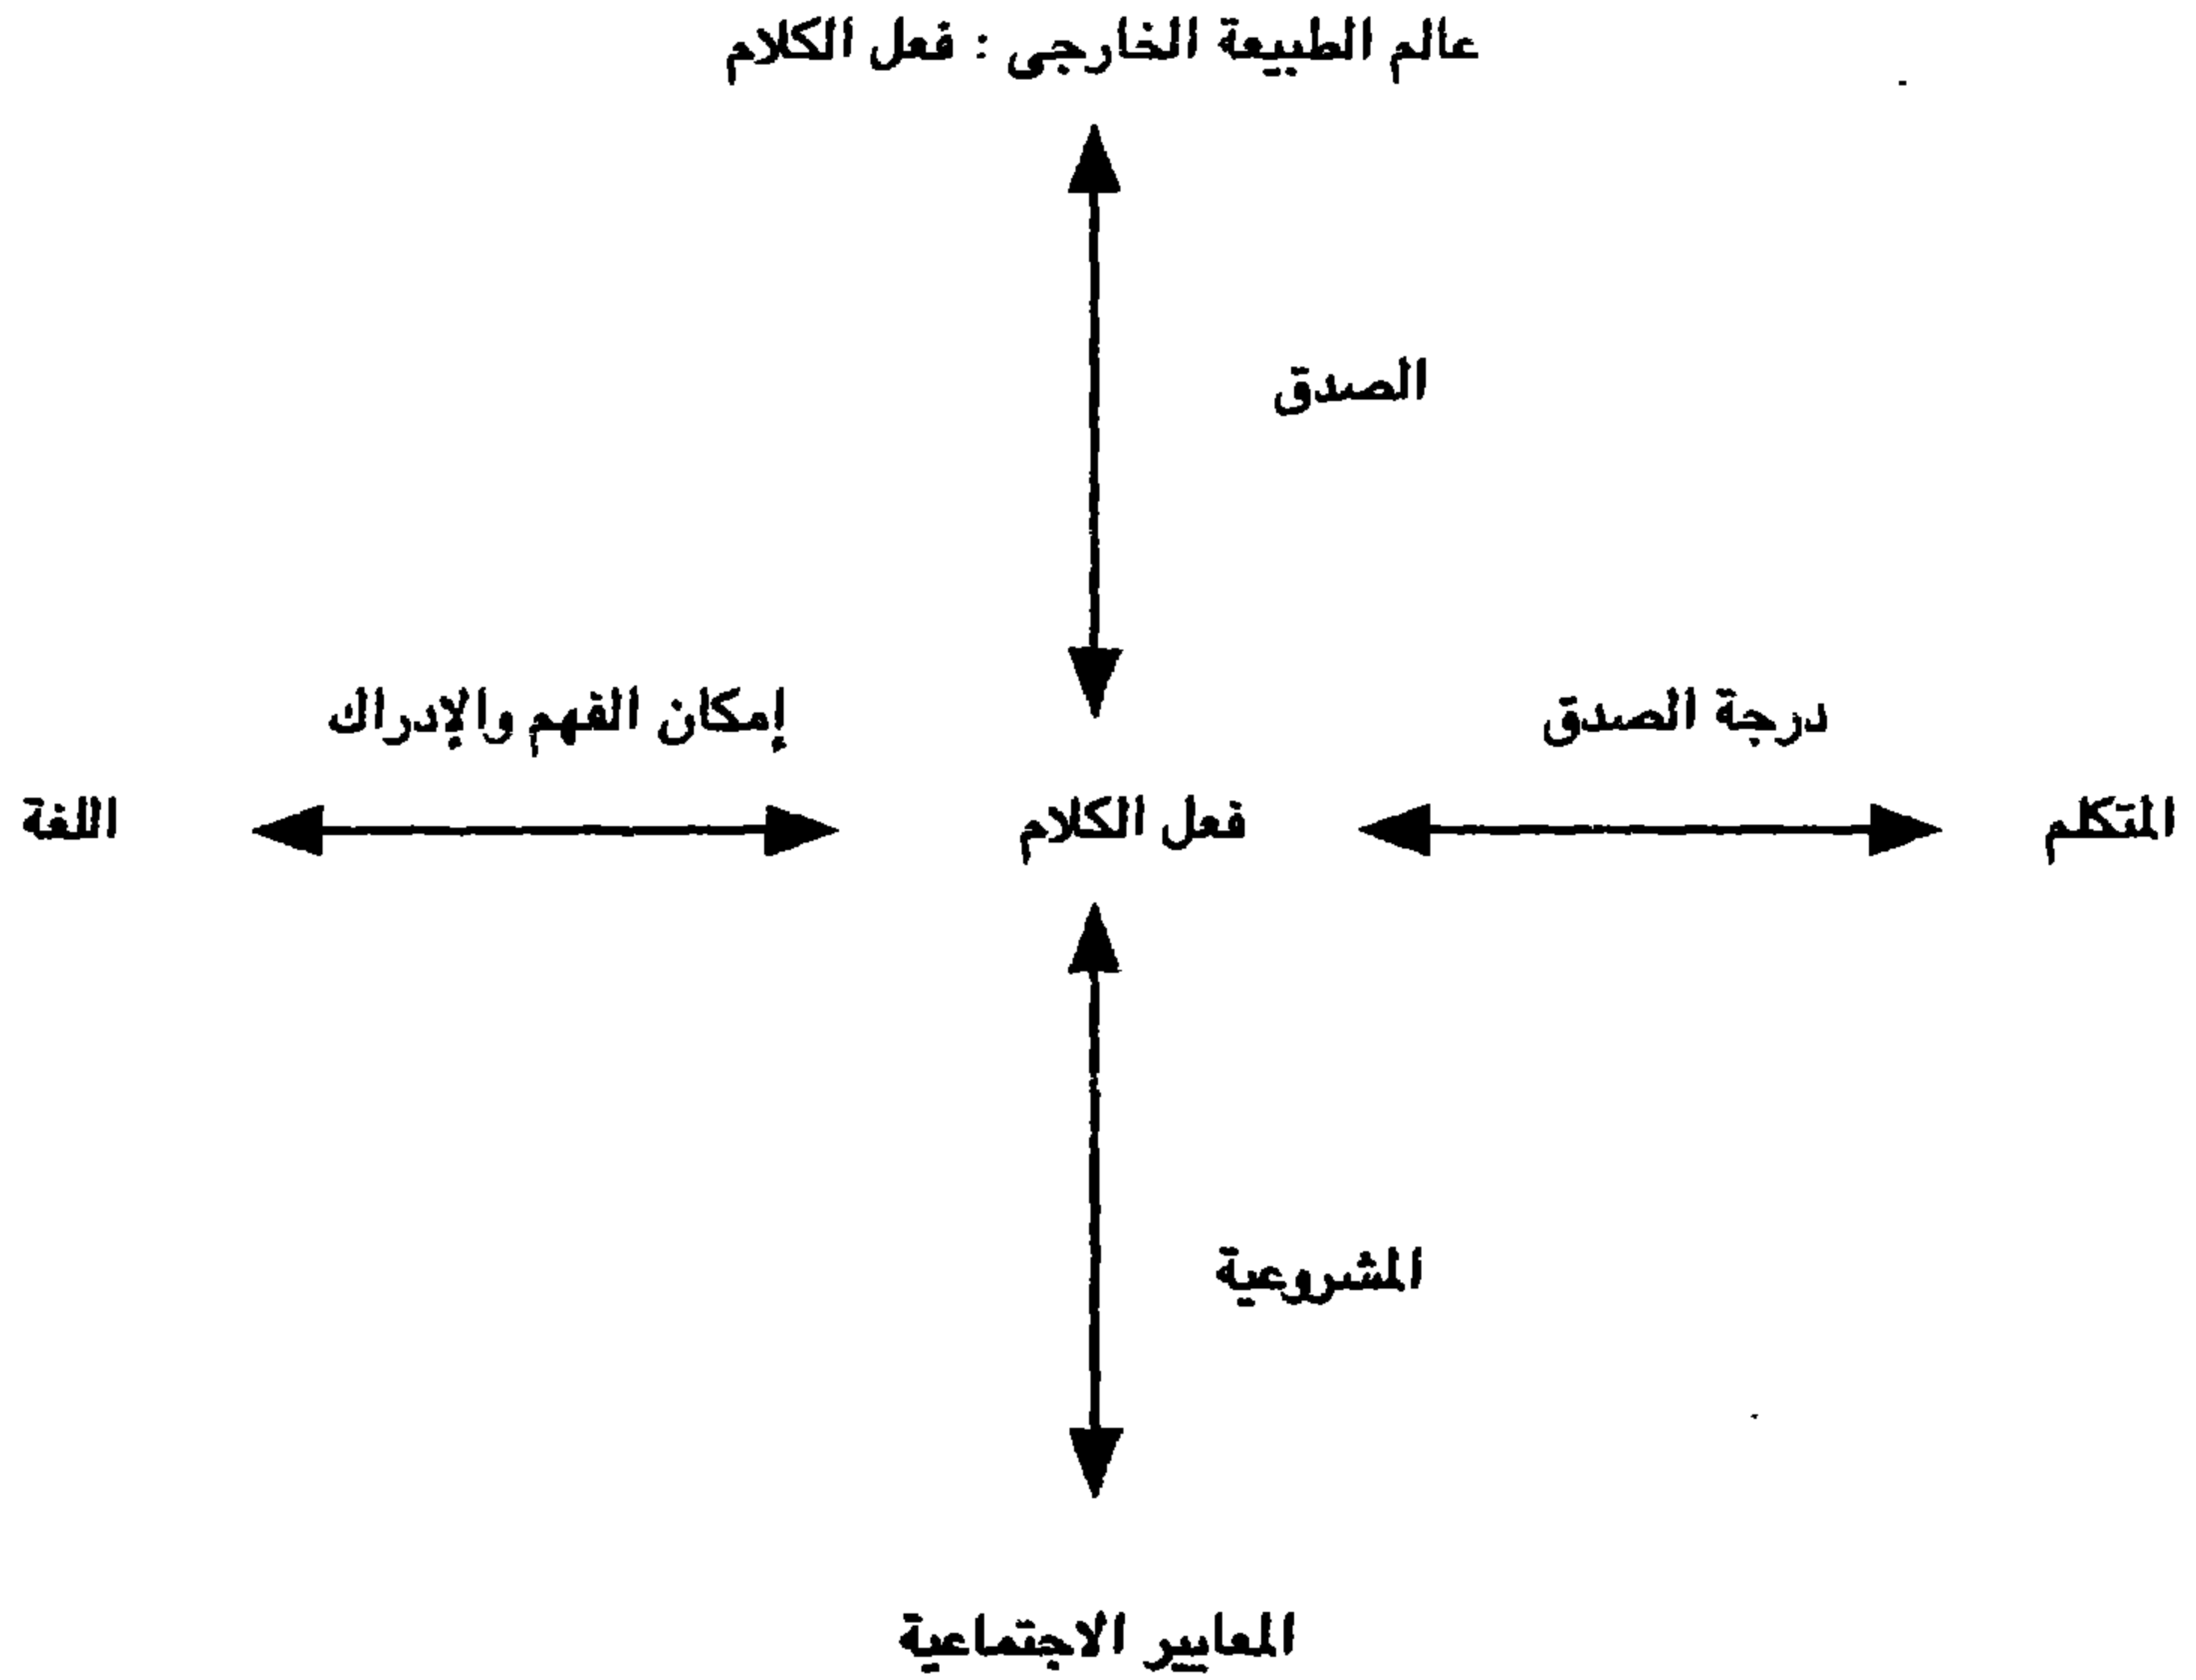 عالم الطبيعة الخارجى : فعل الكلام
الصدق
درجة الصدق
إمكان الفهم والإدراك
المتكلم
فعل الكلام
اللغة
المشروعية
المعايير الاجتماعية